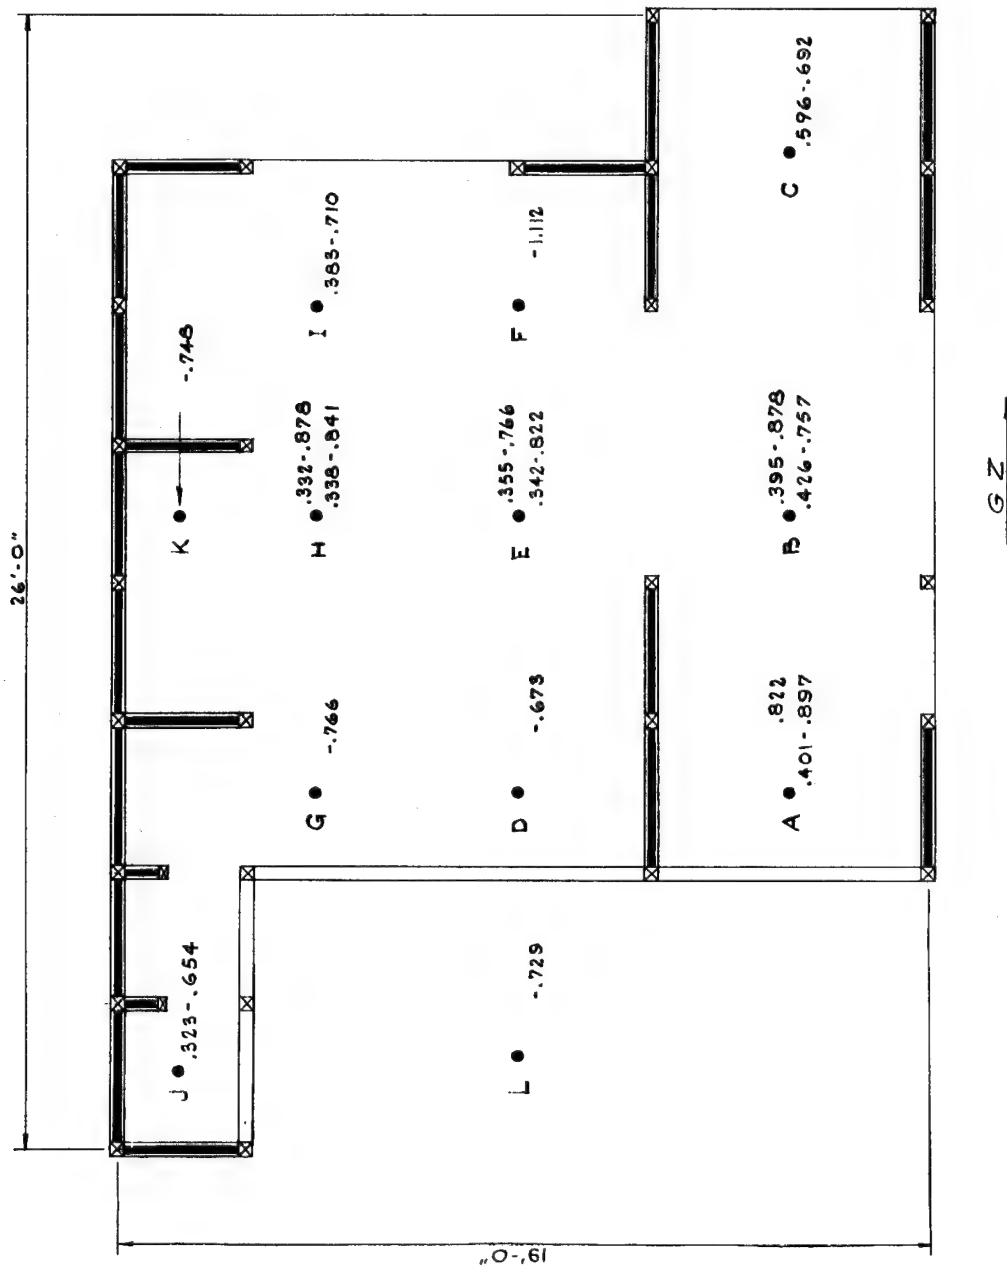 26'-0"
C
.596-.692
I
.383-.710
F
-1.112
K
-.748
H
.332-.878
.338-.841
E
.355-.766
.342-.822
B
.395-.878
.426-.757
G Z
G
-.766
D
-.673
A
.822
.401-.897
J
.323-.654
L
-.729
19'-0"